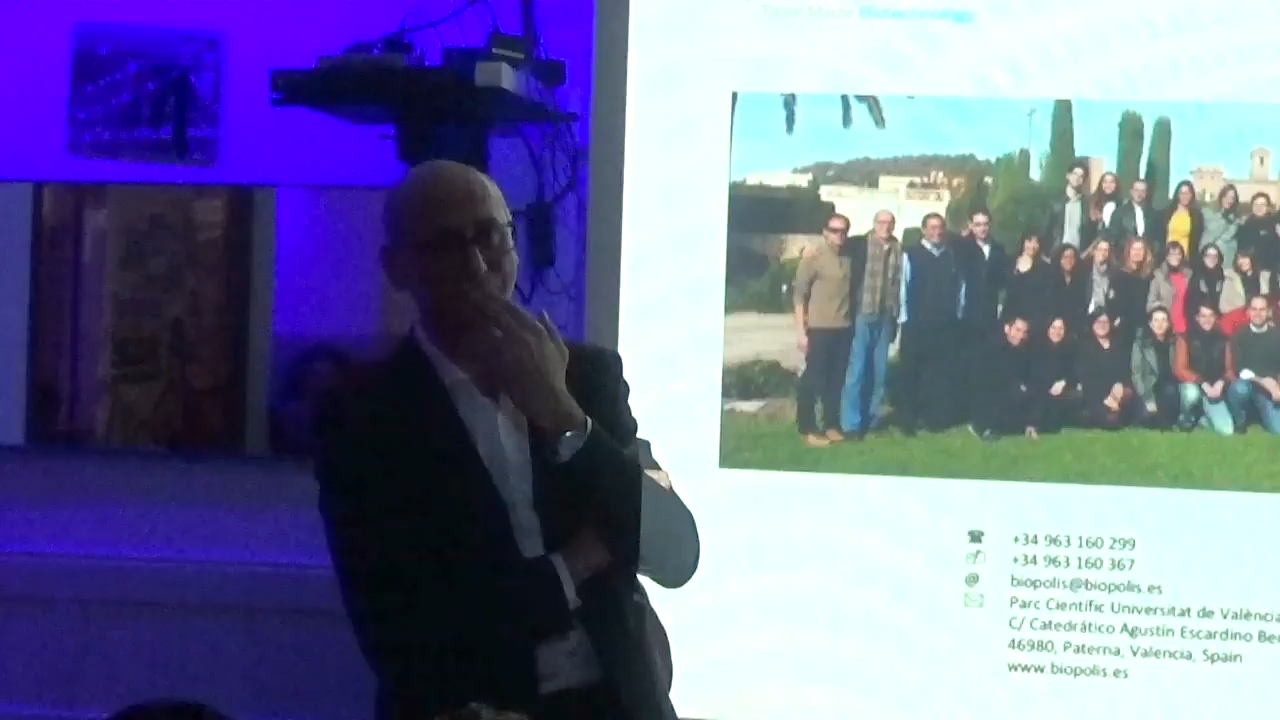 Biotechnology
+34 963 160 299
+34 963 160 367
@ biopolis@biopolis.es
Parc Científic Universitat de València
C/ Catedrático Agustín Escardino
46980, Paterna, Valencia, Spain
www.biopolis.es